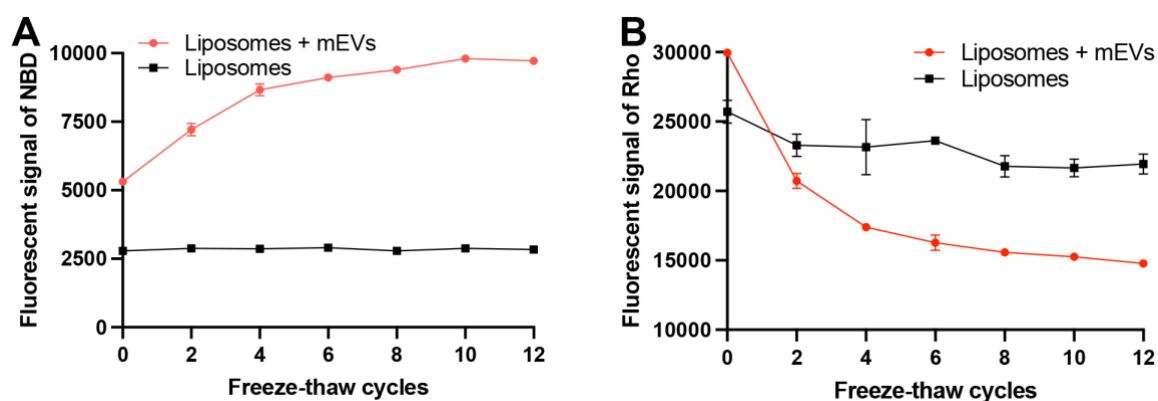 A
Liposomes + mEVs
Liposomes
Fluorescent signal of NBD
10000
7500
5000
2500
0
0 2 4 6 8 10 12
Freeze-thaw cycles
B
Liposomes + mEVs
Liposomes
Fluorescent signal of Rho
30000
25000
20000
15000
10000
0 2 4 6 8 10 12
Freeze-thaw cycles